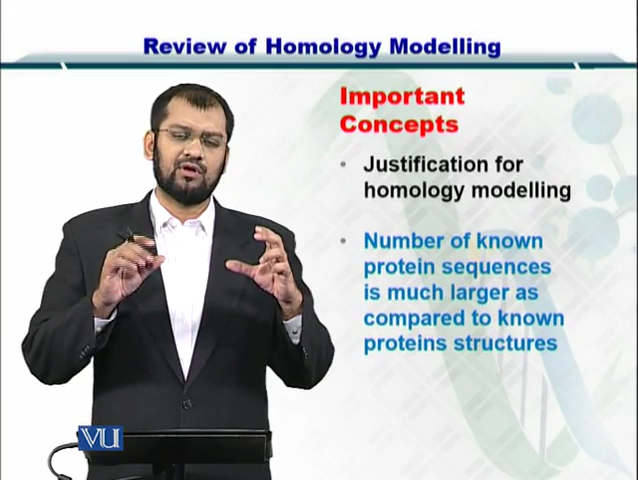 Review of Homology Modelling
Important
Concepts
• Justification for
homology modelling
• Number of known
protein sequences
is much larger as
compared to known
proteins structures
VU